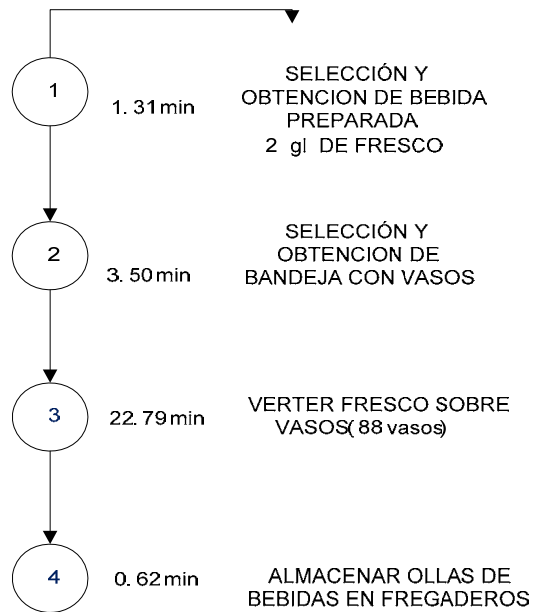 1
1. 31 min
SELECCIÓN Y
OBTENCION DE BEBIDA
PREPARADA
2 gl DE FRESCO
2
3. 50 min
SELECCIÓN Y
OBTENCION DE
BANDEJA CON VASOS
3
22. 79 min
VERTER FRESCO SOBRE
VASOS( 88 vasos)
4
0. 62 min
ALMACENAR OLLAS DE
BEBIDAS EN FREGADEROS